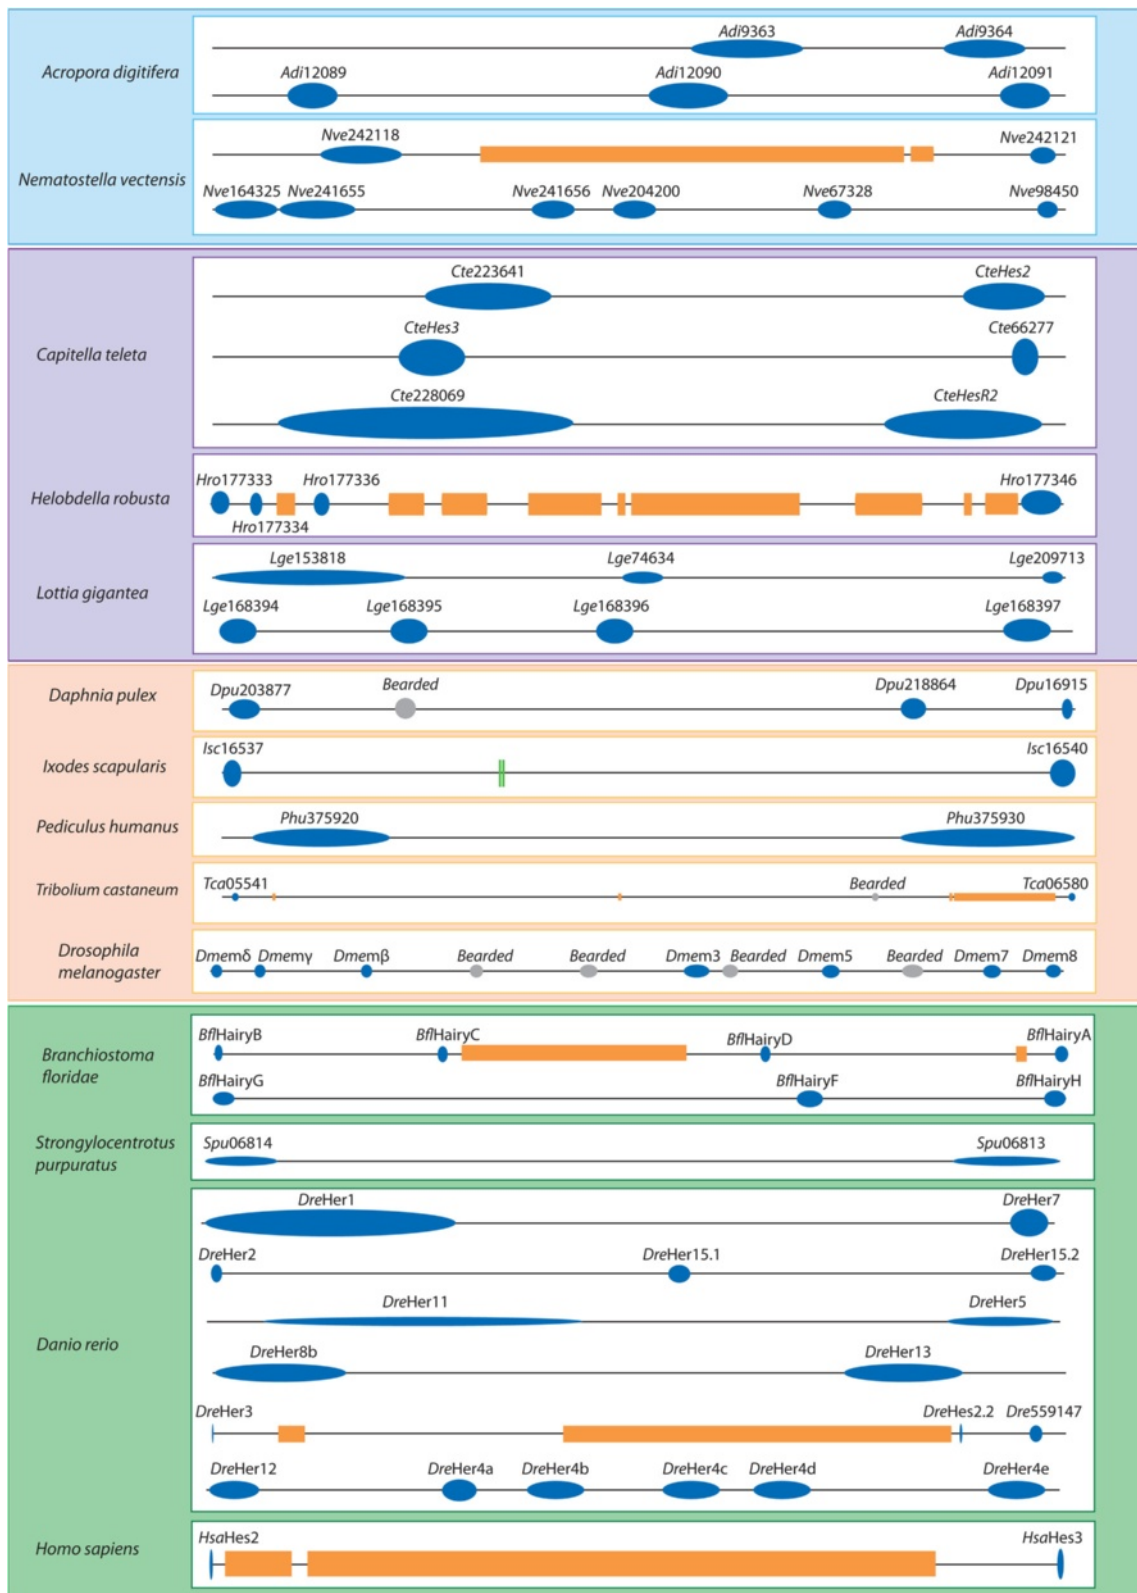 Acropora digitifera
Adi9363 Adi9364
Adi12089 Adi12090 Adi12091
Nematostella vectensis
Nve242118 Nve242121
Nve164325 Nve241655 Nve241656 Nve204200 Nve67328 Nve98450
Capitella teleta
Cte223641 CteHes2
CteHes3 Cte66277
Cte228069 CteHesR2
Helobdella robusta
Hro177333 Hro177336 Hro177346
Hro177334
Lottia gigantea
Lge153818 Lge74634 Lge209713
Lge168394 Lge168395 Lge168396 Lge168397
Daphnia pulex
Dpu203877 Bearded Dpu218864 Dpu16915
Ixodes scapularis
Isc16537 Isc16540
Pediculus humanus
Phu375920 Phu375930
Tribolium castaneum
Tca05541 Bearded Tca06580
Drosophila
melanogaster
Dmemδ Dmemγ Dmemβ Bearded Bearded Dmem3 Bearded Dmem5 Bearded Dmem7 Dmem8
Branchiostoma
floridae
BflHairyB BflHairyC BflHairyD BflHairyA
BflHairyG BflHairyF BflHairyH
Strongylocentrotus
purpuratus
Spu06814 Spu06813
Danio rerio
DreHer1 DreHer7
DreHer2 DreHer15.1 DreHer15.2
DreHer11 DreHer5
DreHer8b DreHer13
DreHer3 DreHes2.2 Dre559147
DreHer12 DreHer4a DreHer4b DreHer4c DreHer4d DreHer4e
Homo sapiens
HsaHes2 HsaHes3